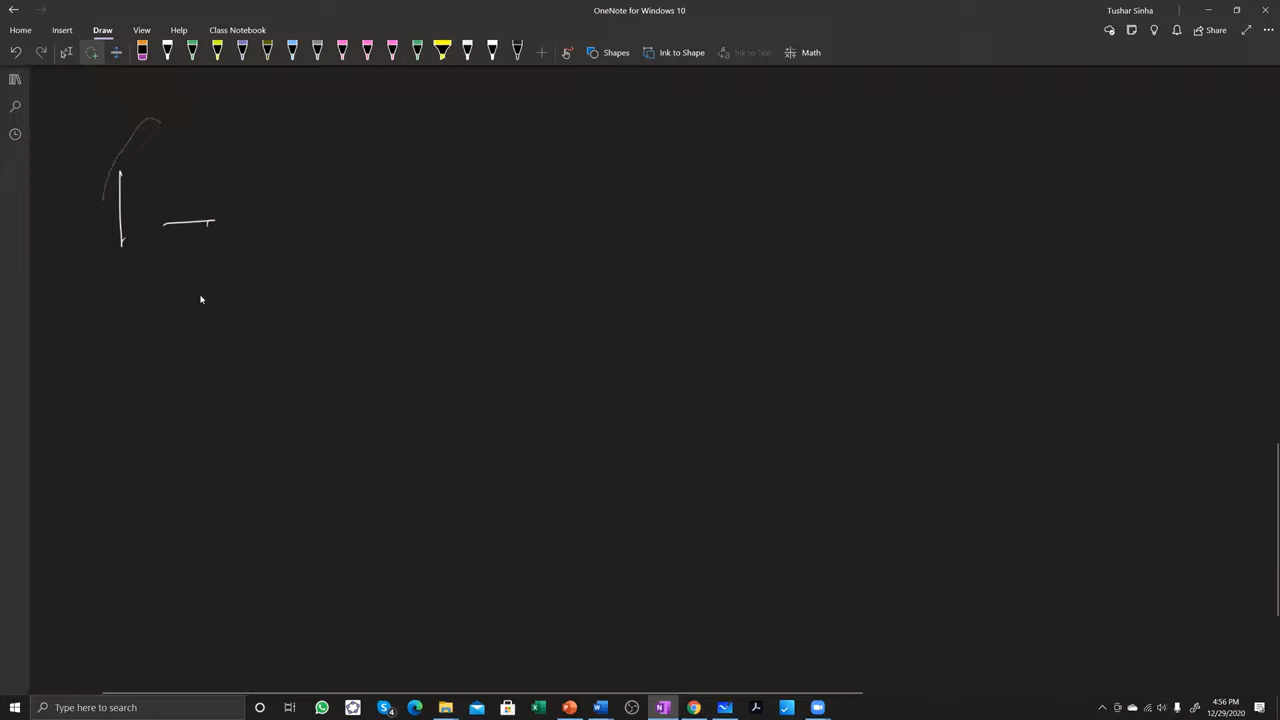 OneNote for Windows 10
Tushar Sinha
Home Insert Draw View Help Class Notebook
Share
Shapes Ink to Shape Ink to Text Math
Type here to search
4:56 PM
12/29/2020